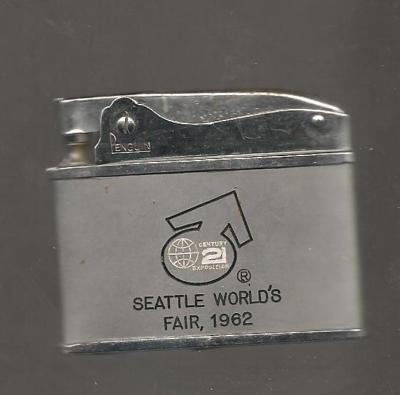 PENGUIN
CENTURY
21
EXPOSITION
®
SEATTLE WORLD'S
FAIR, 1962